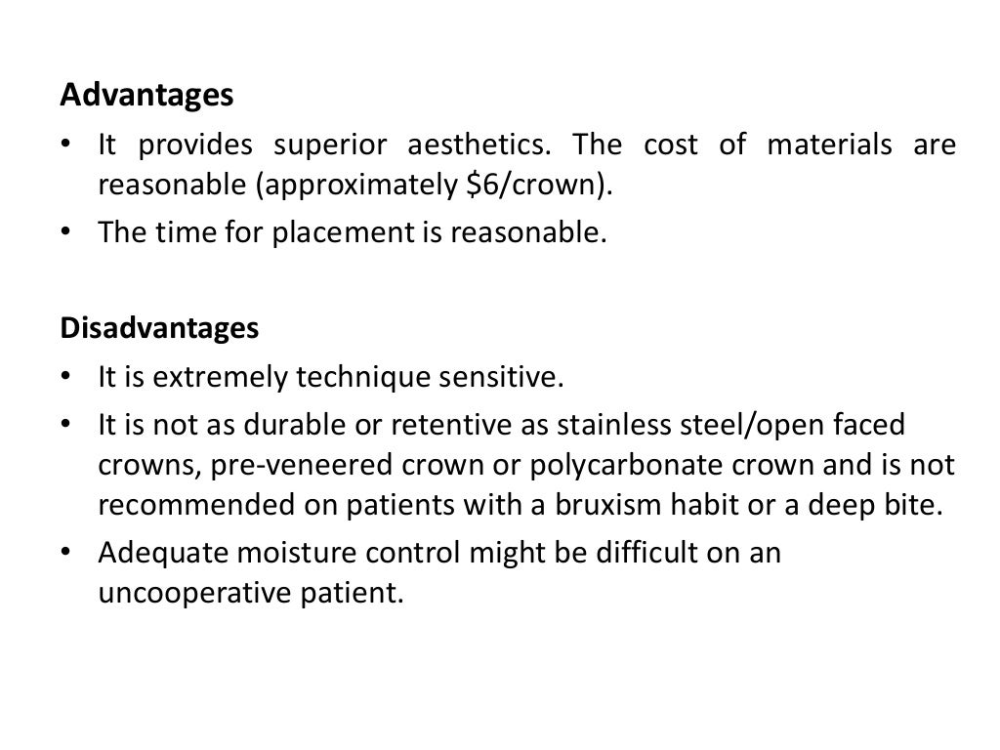 Advantages
• It provides superior aesthetics. The cost of materials are
reasonable (approximately $6/crown).
• The time for placement is reasonable.
Disadvantages
• It is extremely technique sensitive.
• It is not as durable or retentive as stainless steel/open faced
crowns, pre-veneered crown or polycarbonate crown and is not
recommended on patients with a bruxism habit or a deep bite.
• Adequate moisture control might be difficult on an
uncooperative patient.